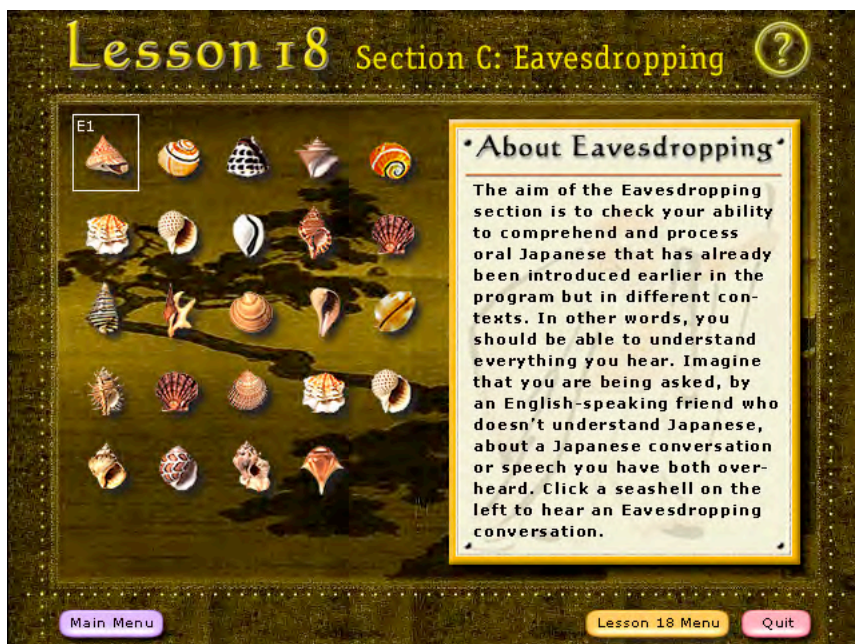 Lesson 18 Section C: Eavesdropping ?
E1
About Eavesdropping
The aim of the Eavesdropping
section is to check your ability
to comprehend and process
oral Japanese that has already
been introduced earlier in the
program but in different con-
texts. In other words, you
should be able to understand
everything you hear. Imagine
that you are being asked, by
an English-speaking friend who
doesn't understand Japanese,
about a Japanese conversation
or speech you have both over-
heard. Click a seashell on the
left to hear an Eavesdropping
conversation.
Main Menu
Lesson 18 Menu
Quit